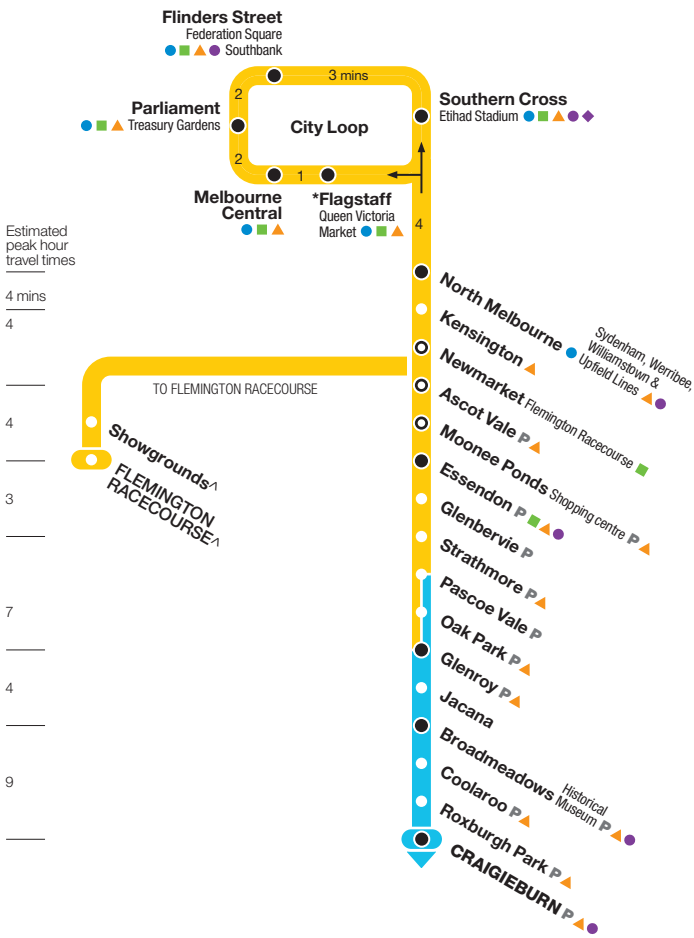 Flinders Street
Federation Square
Southbank
3 mins
2
Parliament
Treasury Gardens
City Loop
Southern Cross
Etihad Stadium
2
1
Melbourne
Central
*Flagstaff
Queen Victoria
Market
4
Estimated
peak hour
travel times
4 mins
4
4
3
7
4
9
TO FLEMINGTON RACECOURSE
Showgrounds^
FLEMINGTON
RACECOURSE^
North Melbourne
Sydenham, Werribee,
Williamstown &
Upfield Lines
Kensington
Newmarket Flemington Racecourse
Ascot Vale P
Moonee Ponds Shopping centre P
Essendon P
Glenbervie P
Strathmore P
Pascoe Vale P
Oak Park P
Glenroy P
Jacana
Broadmeadows Historical
Museum P
Coolaroo P
Roxburgh Park P
CRAIGIEBURN P